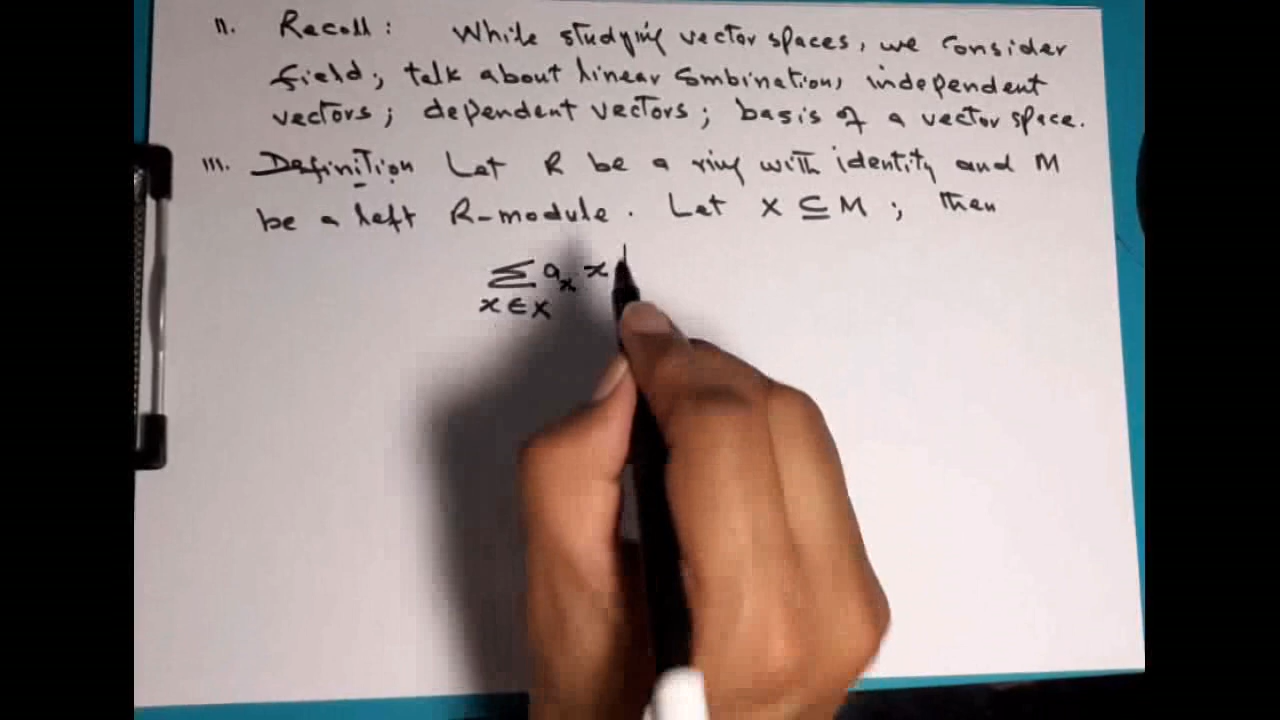 II. Recall: While studying vector spaces, we consider
field; talk about linear combination, independent
vectors; dependent vectors; basis of a vector space.
III. Definition Let R be a ring with identity and M
be a left R-module. Let X ⊆ M; then
∑ aₓ x
x ∈ X